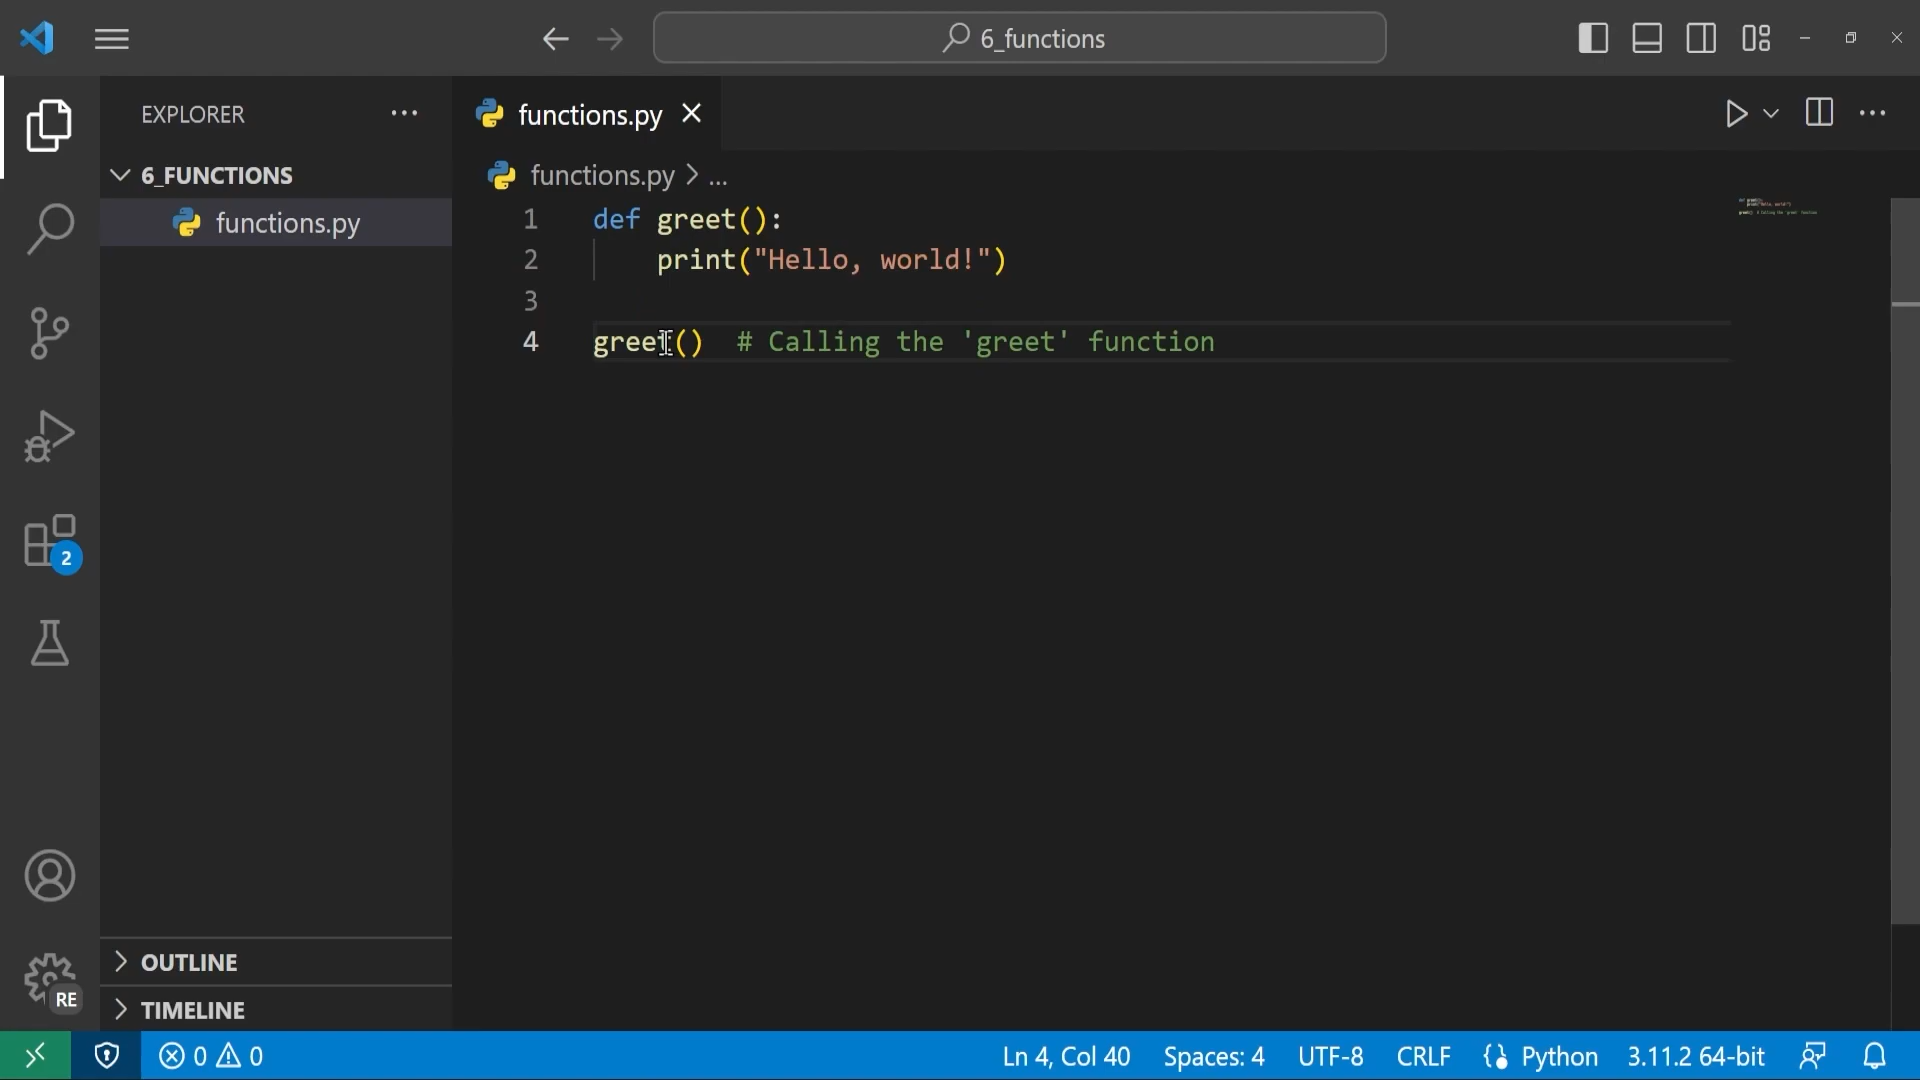 6_functions
EXPLORER
functions.py
6_FUNCTIONS
functions.py
functions.py > ...
1 def greet():
2     print("Hello, world!")
3
4 greet()  # Calling the 'greet' function
2
RE
OUTLINE
TIMELINE
0 0
Ln 4, Col 40
Spaces: 4
UTF-8
CRLF
Python
3.11.2 64-bit